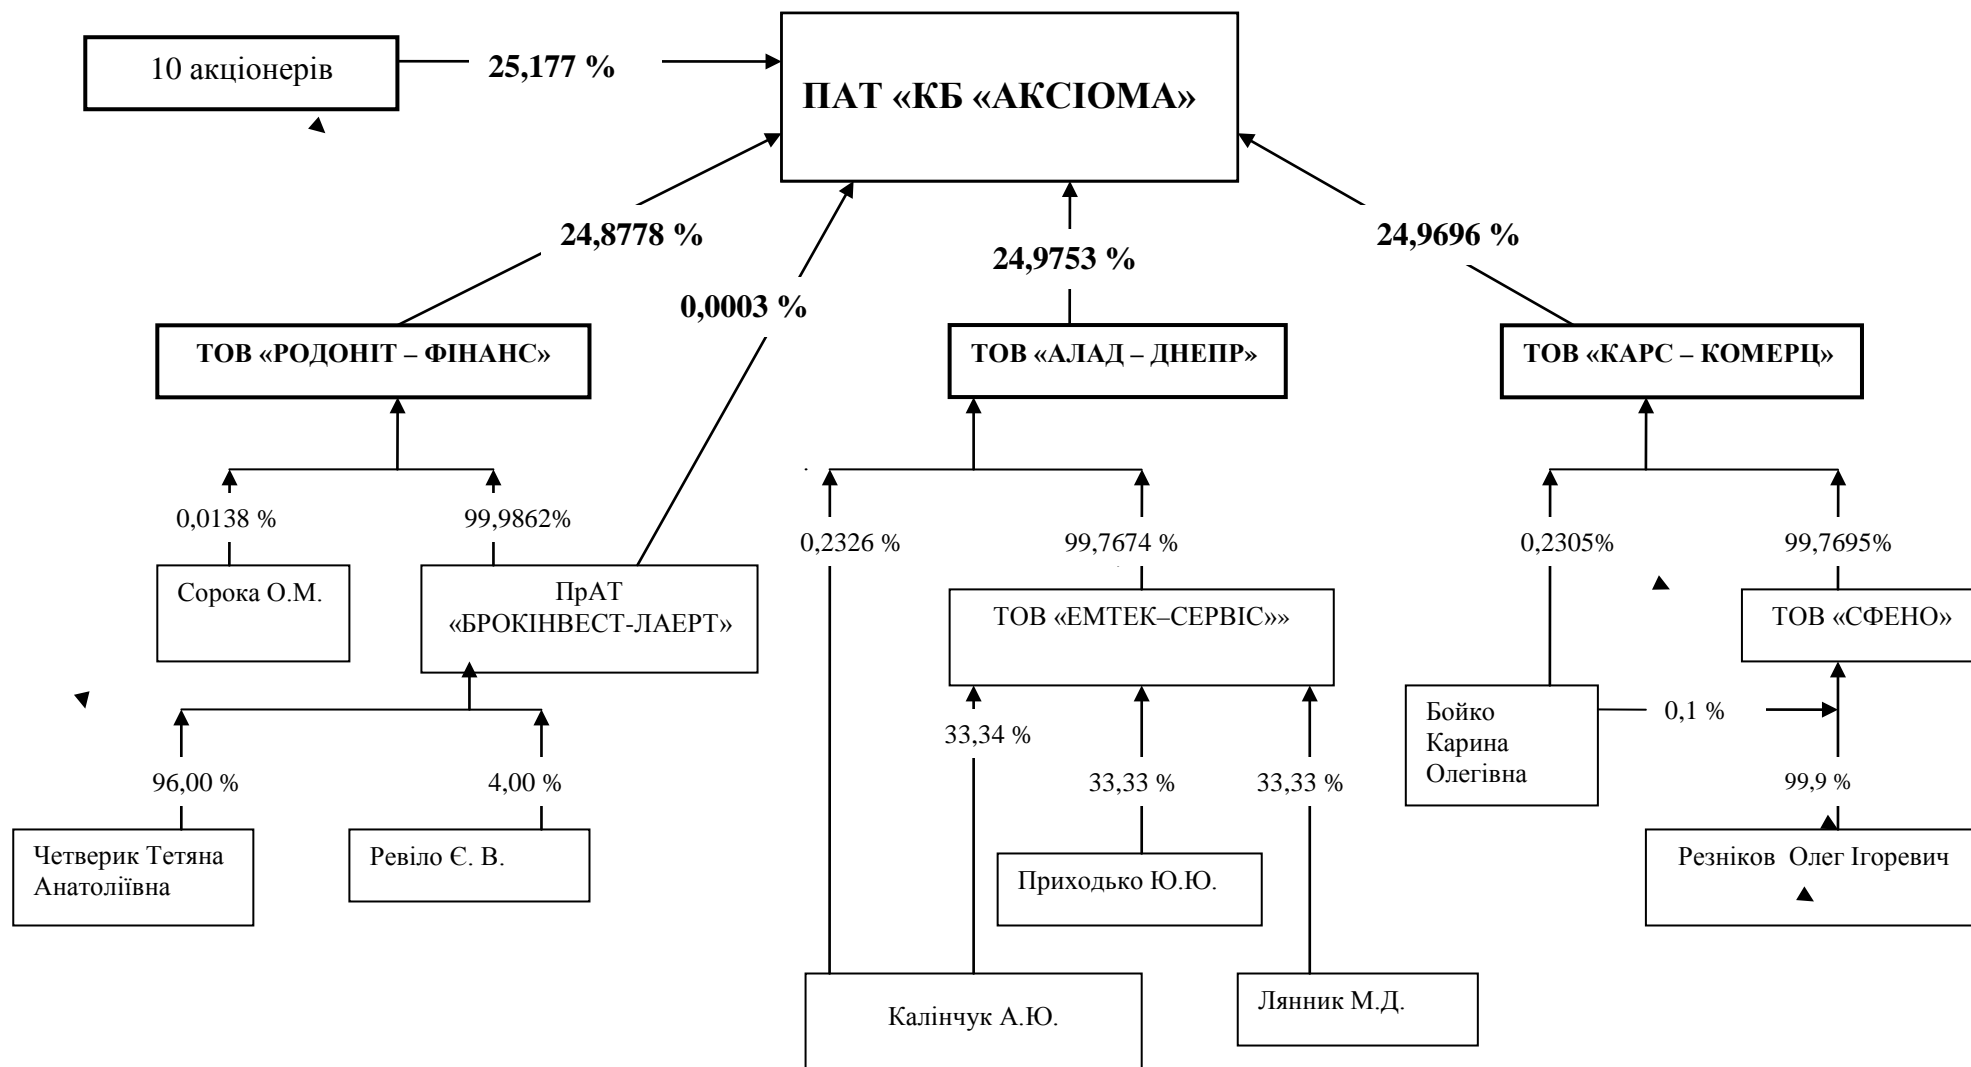 10 акціонерів
25,177 %
ПАТ «КБ «АКСІОМА»
24,8778 %
24,9696 %
24,9753 %
0,0003 %
ТОВ «РОДОНІТ – ФІНАНС»
ТОВ «АЛАД – ДНЕПР»
ТОВ «КАРС – КОМЕРЦ»
0,0138 %
99,9862%
0,2326 %
99,7674 %
0,2305%
99,7695%
Сорока О.М.
ПрАТ
«БРОКІНВЕСТ-ЛАЕРТ»
ТОВ «ЕМТЕК–СЕРВІС»»
ТОВ «СФЕНО»
Бойко
Карина
Олегівна
0,1 %
33,34 %
96,00 %
4,00 %
33,33 %
33,33 %
99,9 %
Четверик Тетяна
Анатоліївна
Ревіло Є. В.
Приходько Ю.Ю.
Резніков  Олег Ігоревич
Калінчук А.Ю.
Лянник М.Д.